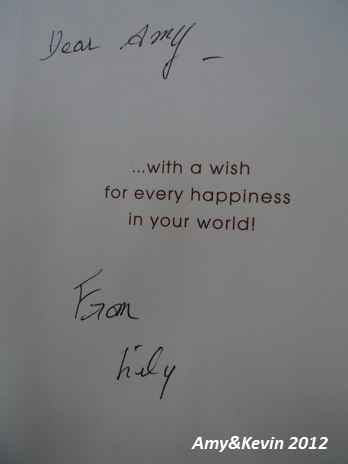 Dear Amy
...with a wish
for every happiness
in your world!
From
Lily
Amy&Kevin 2012